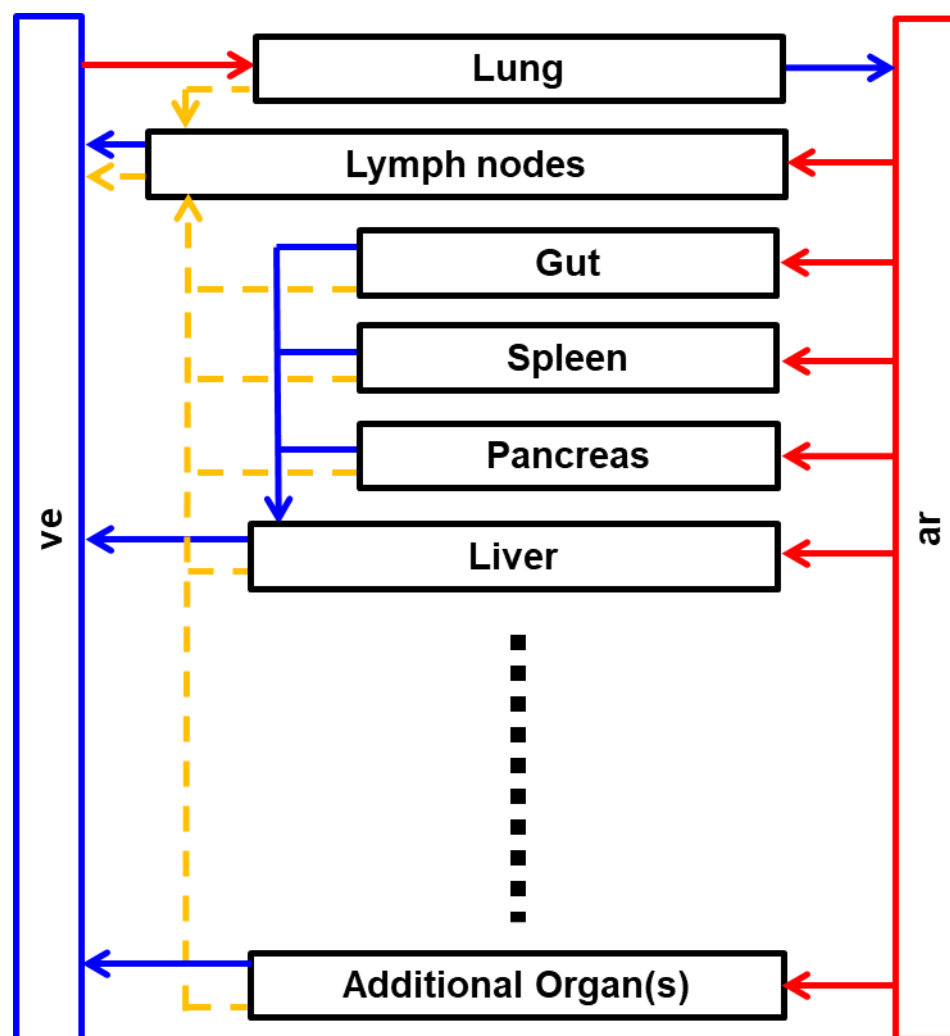 Lung
Lymph nodes
Gut
Spleen
Pancreas
ve
ar
Liver
Additional Organ(s)